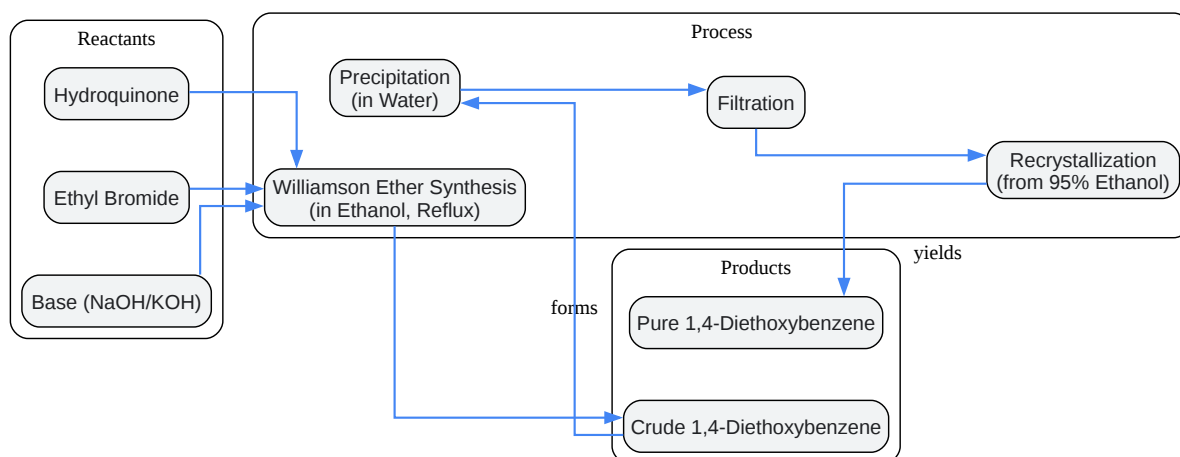 Reactants
Hydroquinone
Ethyl Bromide
Base (NaOH/KOH)
Process
Precipitation
(in Water)
Filtration
Recrystallization
(from 95% Ethanol)
Williamson Ether Synthesis
(in Ethanol, Reflux)
yields
forms
Products
Pure 1,4-Diethoxybenzene
Crude 1,4-Diethoxybenzene